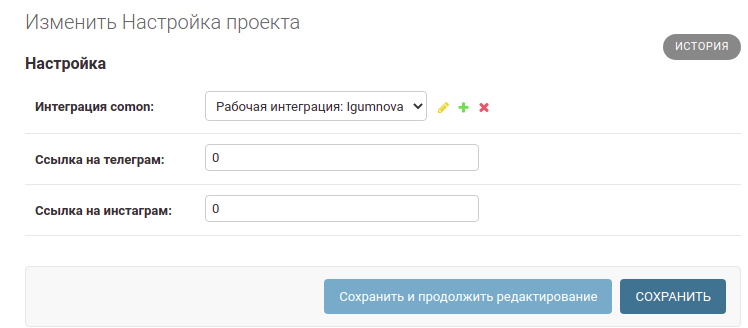 Изменить Настройка проекта
ИСТОРИЯ
Настройка
Интеграция comon:
Рабочая интеграция: Igumnova
Ссылка на телеграм:
0
Ссылка на инстаграм:
0
Сохранить и продолжить редактирование
СОХРАНИТЬ